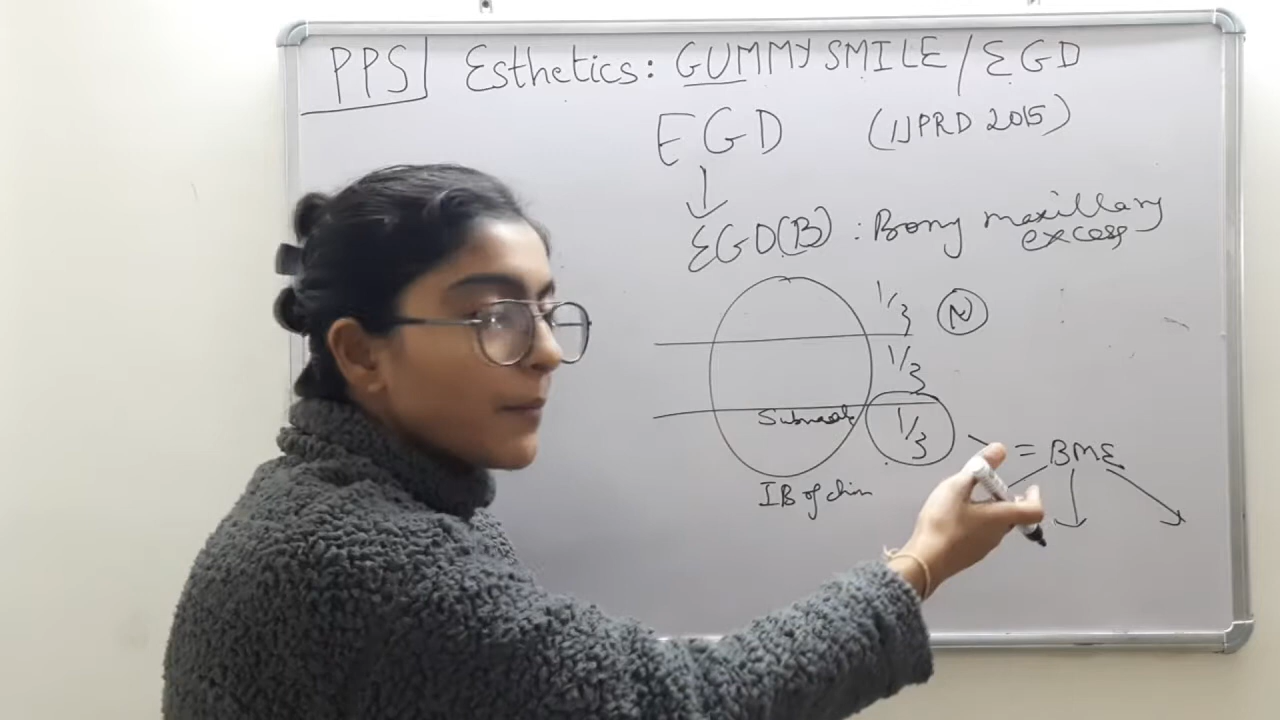 PPS Esthetics: GUMMY SMILE / EGD
EGD (IJPRD 2015)
EGD(B) : Bony maxillary
excess
1/3 N
1/3
Subnasale 1/3
= BME
IB of chin